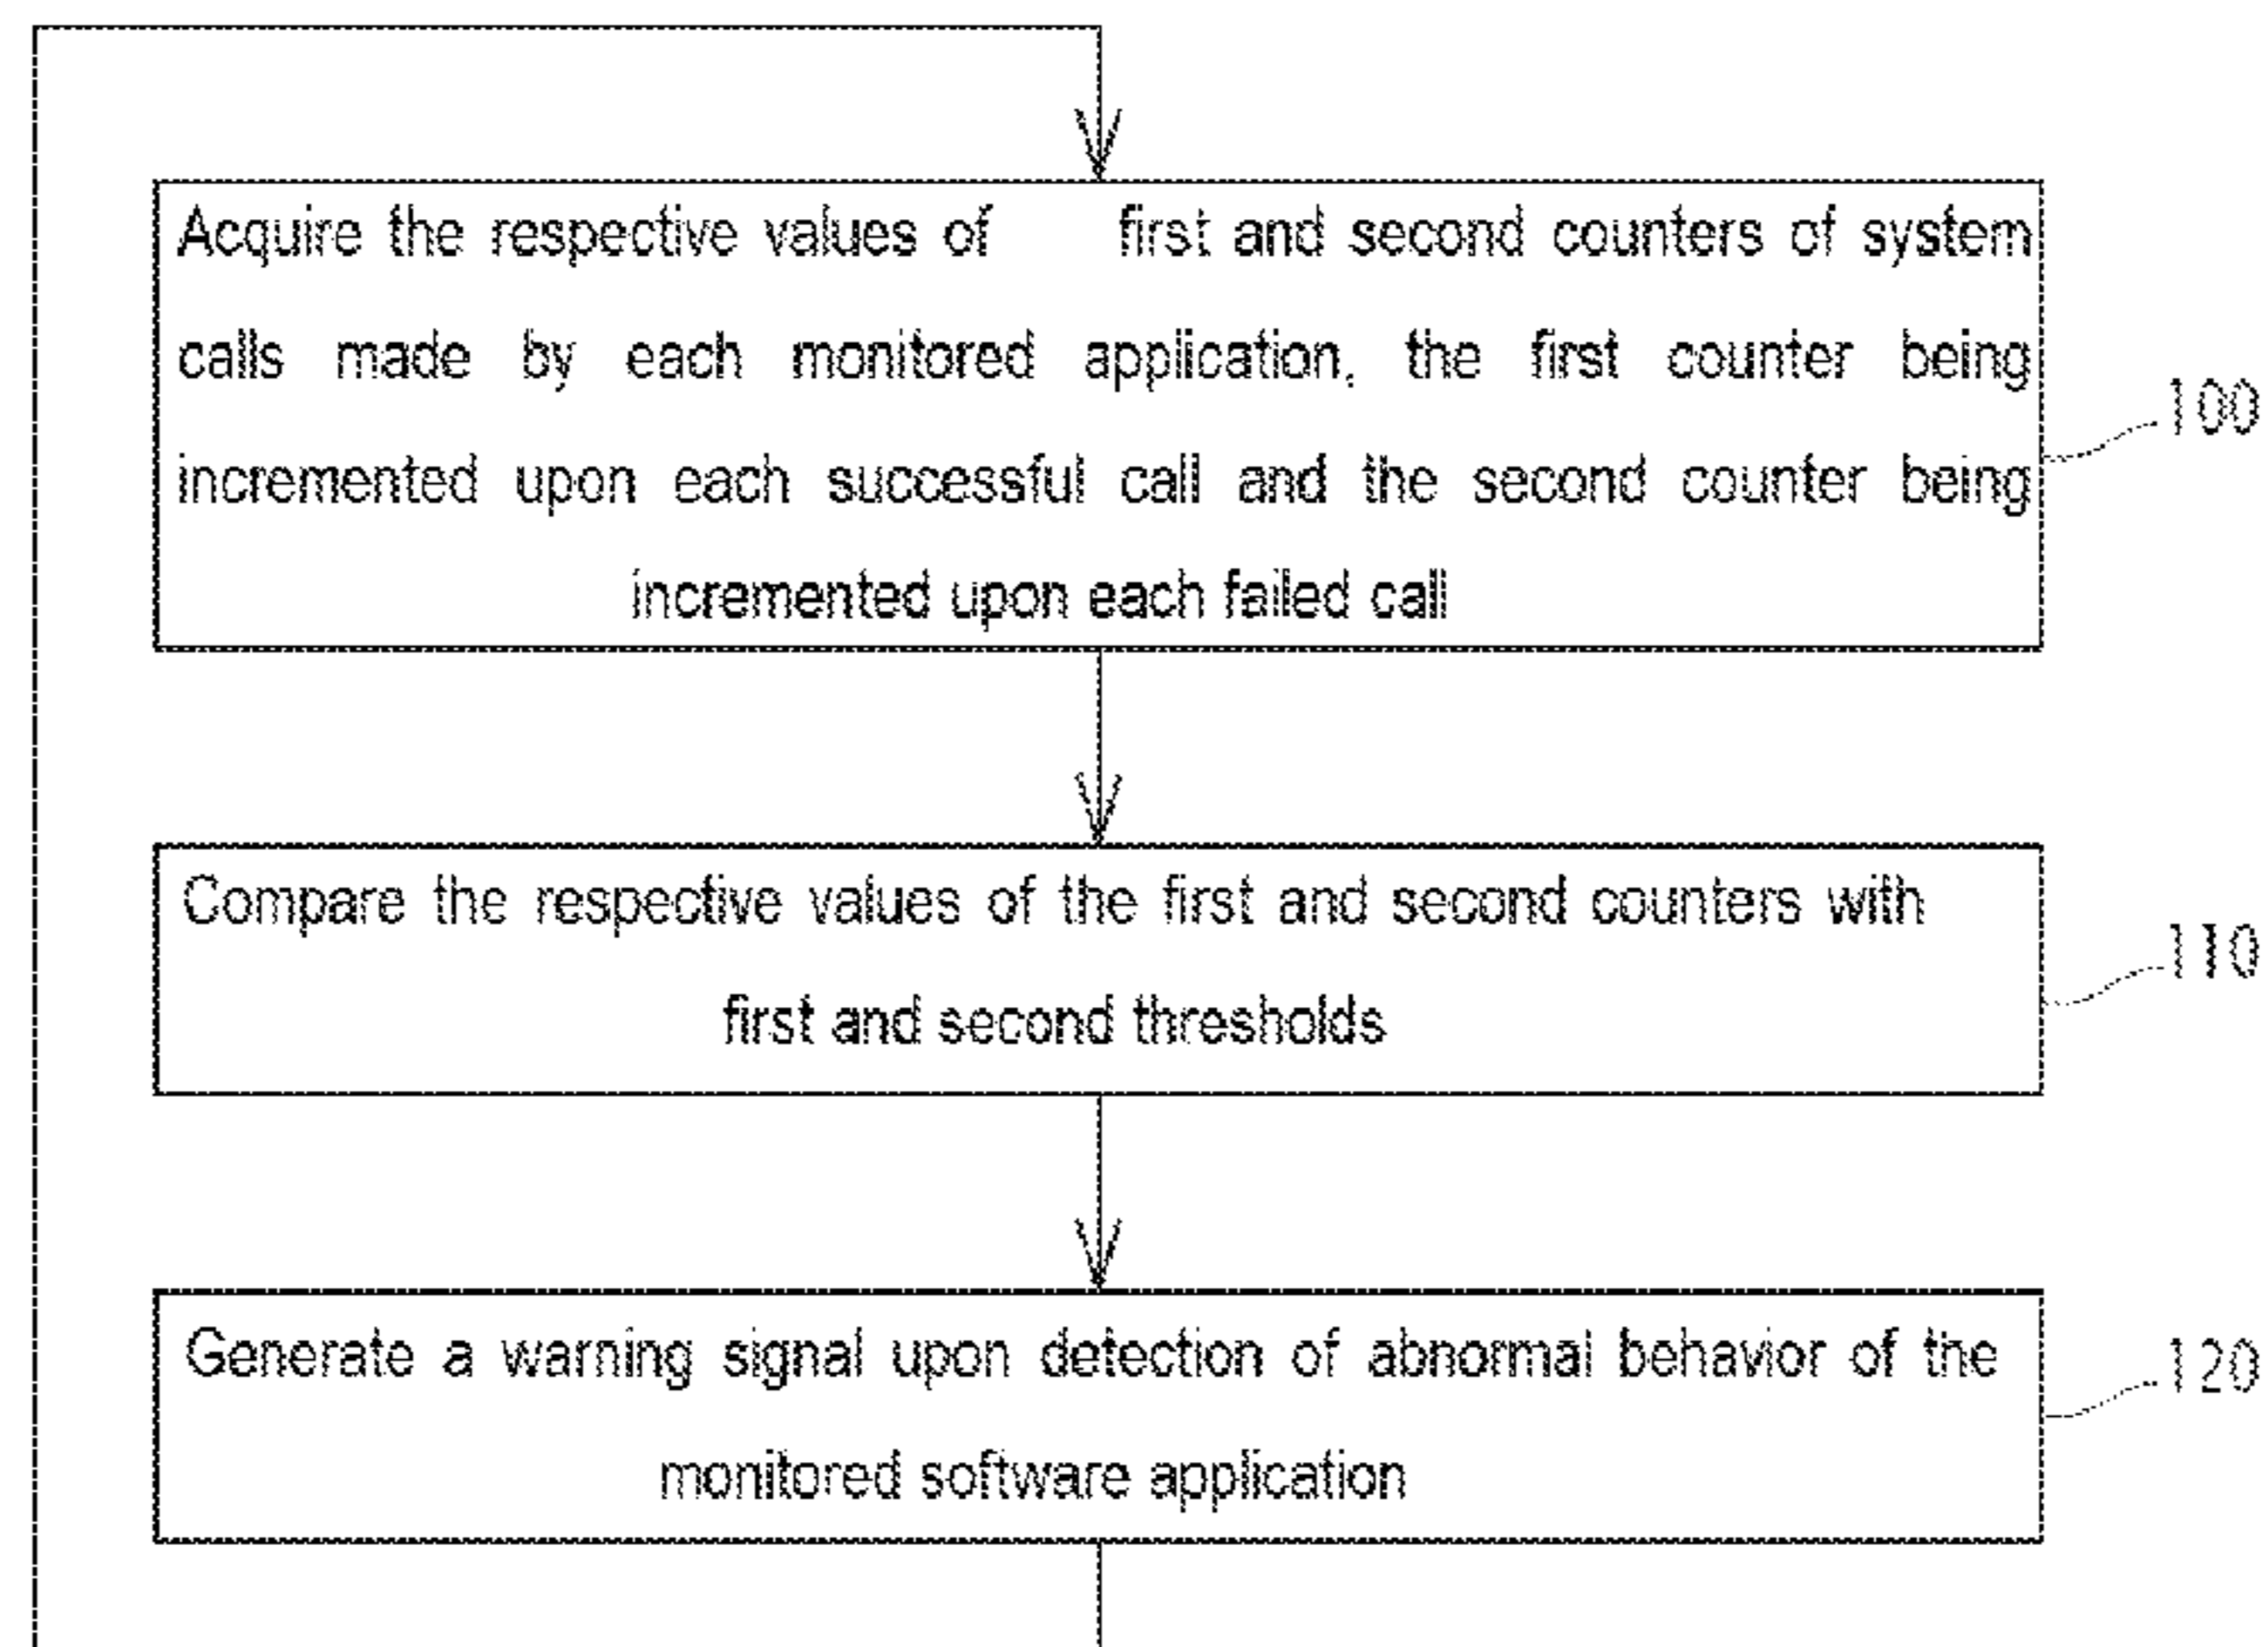 Acquire the respective values of first and second counters of system
calls made by each monitored application, the first counter being
incremented upon each successful call and the second counter being
incremented upon each failed call
100
Compare the respective values of the first and second counters with
first and second thresholds
110
Generate a warning signal upon detection of abnormal behavior of the
monitored software application
120